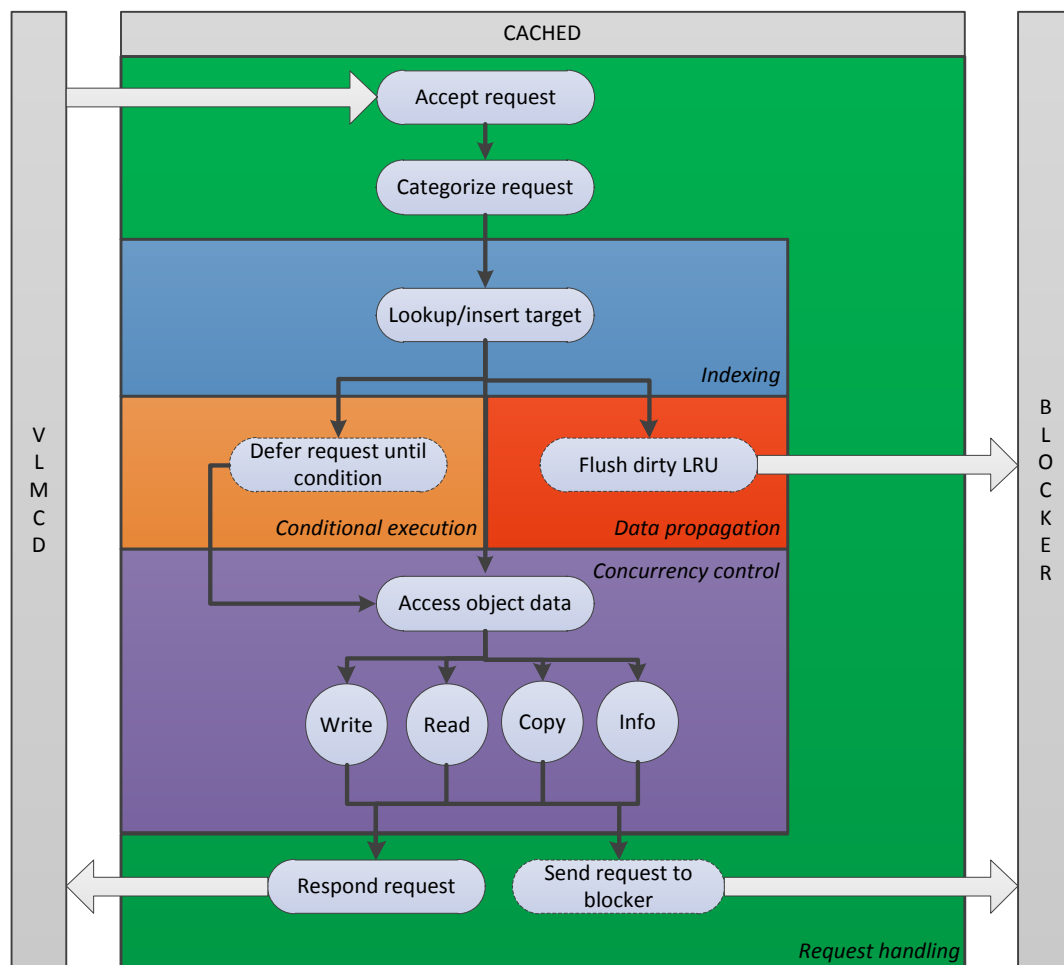 CACHED
Accept request
Categorize request
Lookup/insert target
Indexing
Defer request until
condition
Flush dirty LRU
Conditional execution
Data propagation
Concurrency control
Access object data
Write
Read
Copy
Info
Respond request
Send request to
blocker
Request handling
V
L
M
C
D
B
L
O
C
K
E
R